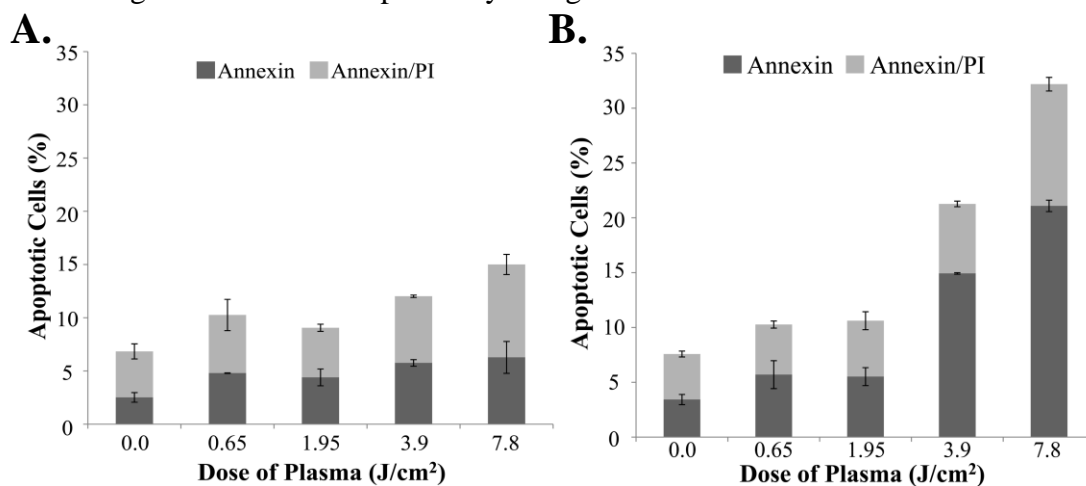 A.
Annexin Annexin/PI
Apoptotic Cells (%)
35
30
25
20
15
10
5
0
0.0 0.65 1.95 3.9 7.8
Dose of Plasma (J/cm²)
B.
Annexin Annexin/PI
Apoptotic Cells (%)
35
30
25
20
15
10
5
0
0.0 0.65 1.95 3.9 7.8
Dose of Plasma (J/cm²)